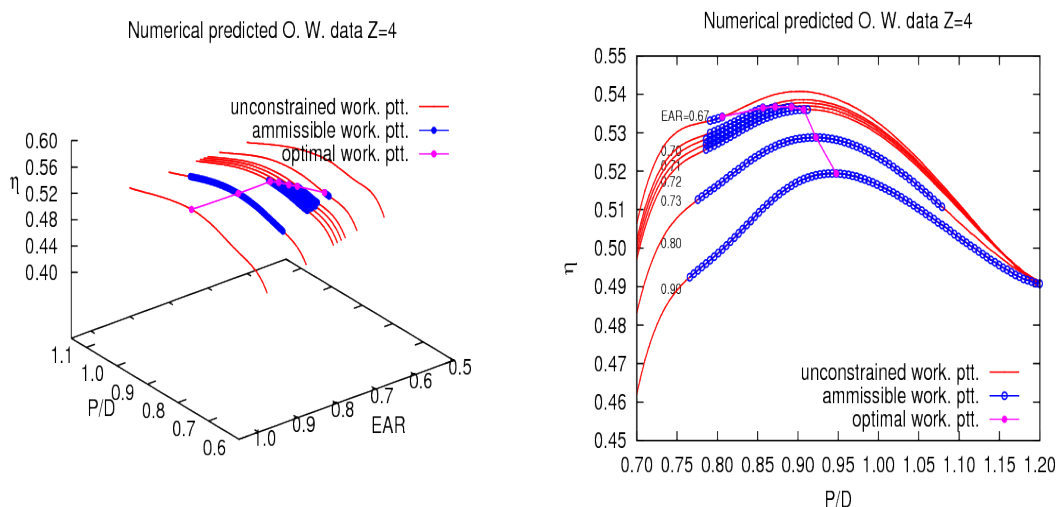 Numerical predicted O. W. data Z=4
unconstrained work. ptt.
ammissible work. ptt.
optimal work. ptt.
η
0.60
0.56
0.52
0.48
0.44
0.40
1.1
1.0
0.9
0.8
0.7
0.6
P/D
1.0
0.9
0.8
0.7
0.6
0.5
EAR
Numerical predicted O. W. data Z=4
0.55
0.54
0.53
0.52
0.51
0.50
0.49
0.48
0.47
0.46
0.45
η
EAR=0.67
0.70
0.71
0.72
0.73
0.80
0.90
unconstrained work. ptt.
ammissible work. ptt.
optimal work. ptt.
0.70 0.75 0.80 0.85 0.90 0.95 1.00 1.05 1.10 1.15 1.20
P/D